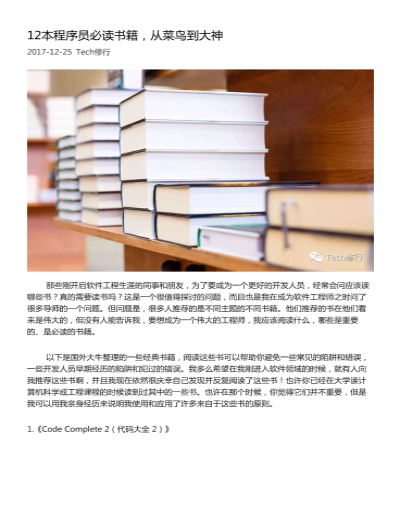 12本程序员必读书籍，从菜鸟到大神
2017-12-25 Tech修行
Tech修行
那些刚开启软件工程生涯的同事和朋友，为了要成为一个更好的开发人员，经常会问应该读
哪些书？真的需要读书吗？这是一个很值得探讨的问题，而且也是我在成为软件工程师之时问了
很多导师的一个问题。但问题是，很多人推荐的是不同主题的不同书籍。他们推荐的书在他们看
来是伟大的，但没有人能告诉我，要想成为一个伟大的工程师，我应该阅读什么，哪些是重要
的、是必读的书籍。
以下是国外大牛整理的一些经典书籍，阅读这些书可以帮助你避免一些常见的陷阱和错误，
一些开发人员早期经历的陷阱和犯过的错误。我多么希望在我刚进入软件领域的时候，就有人向
我推荐这些书啊，并且我现在依然很庆幸自己发现并反复阅读了这些书！也许你已经在大学读计
算机科学或工程课程的时候读到过其中的一些书。也许在那个时候，你觉得它们并不重要，但是
我可以用我亲身经历来说明我使用和应用了许多来自于这些书的原则。
1.《Code Complete 2（代码大全 2）》